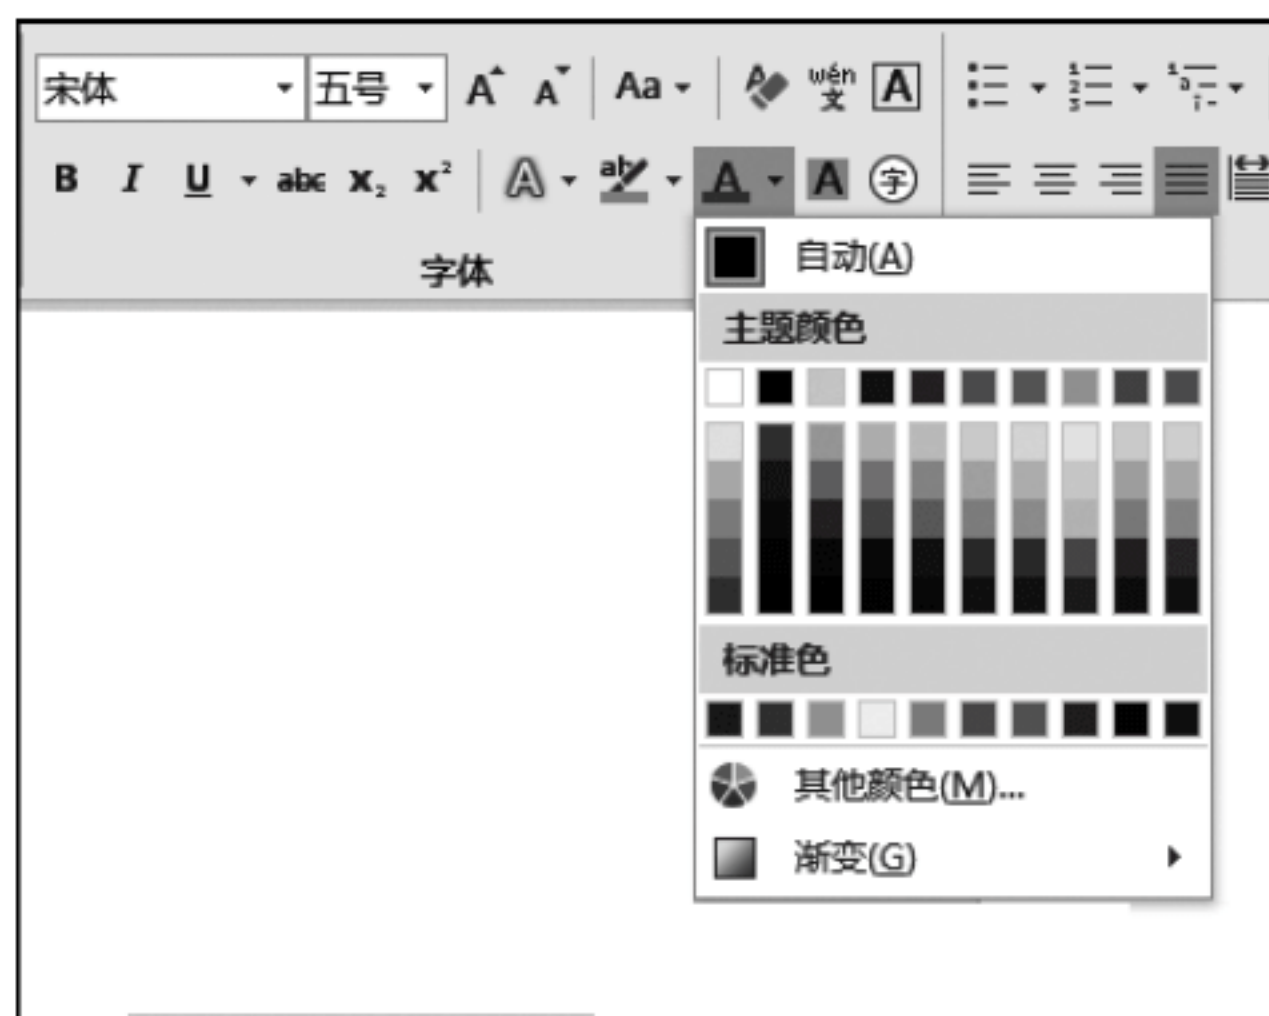 宋体 五号 A A Aa A wén 文 A
B I U abc x₂ x² A ab A A 字
字体
自动(A)
主题颜色
标准色
其他颜色(M)...
渐变(G)